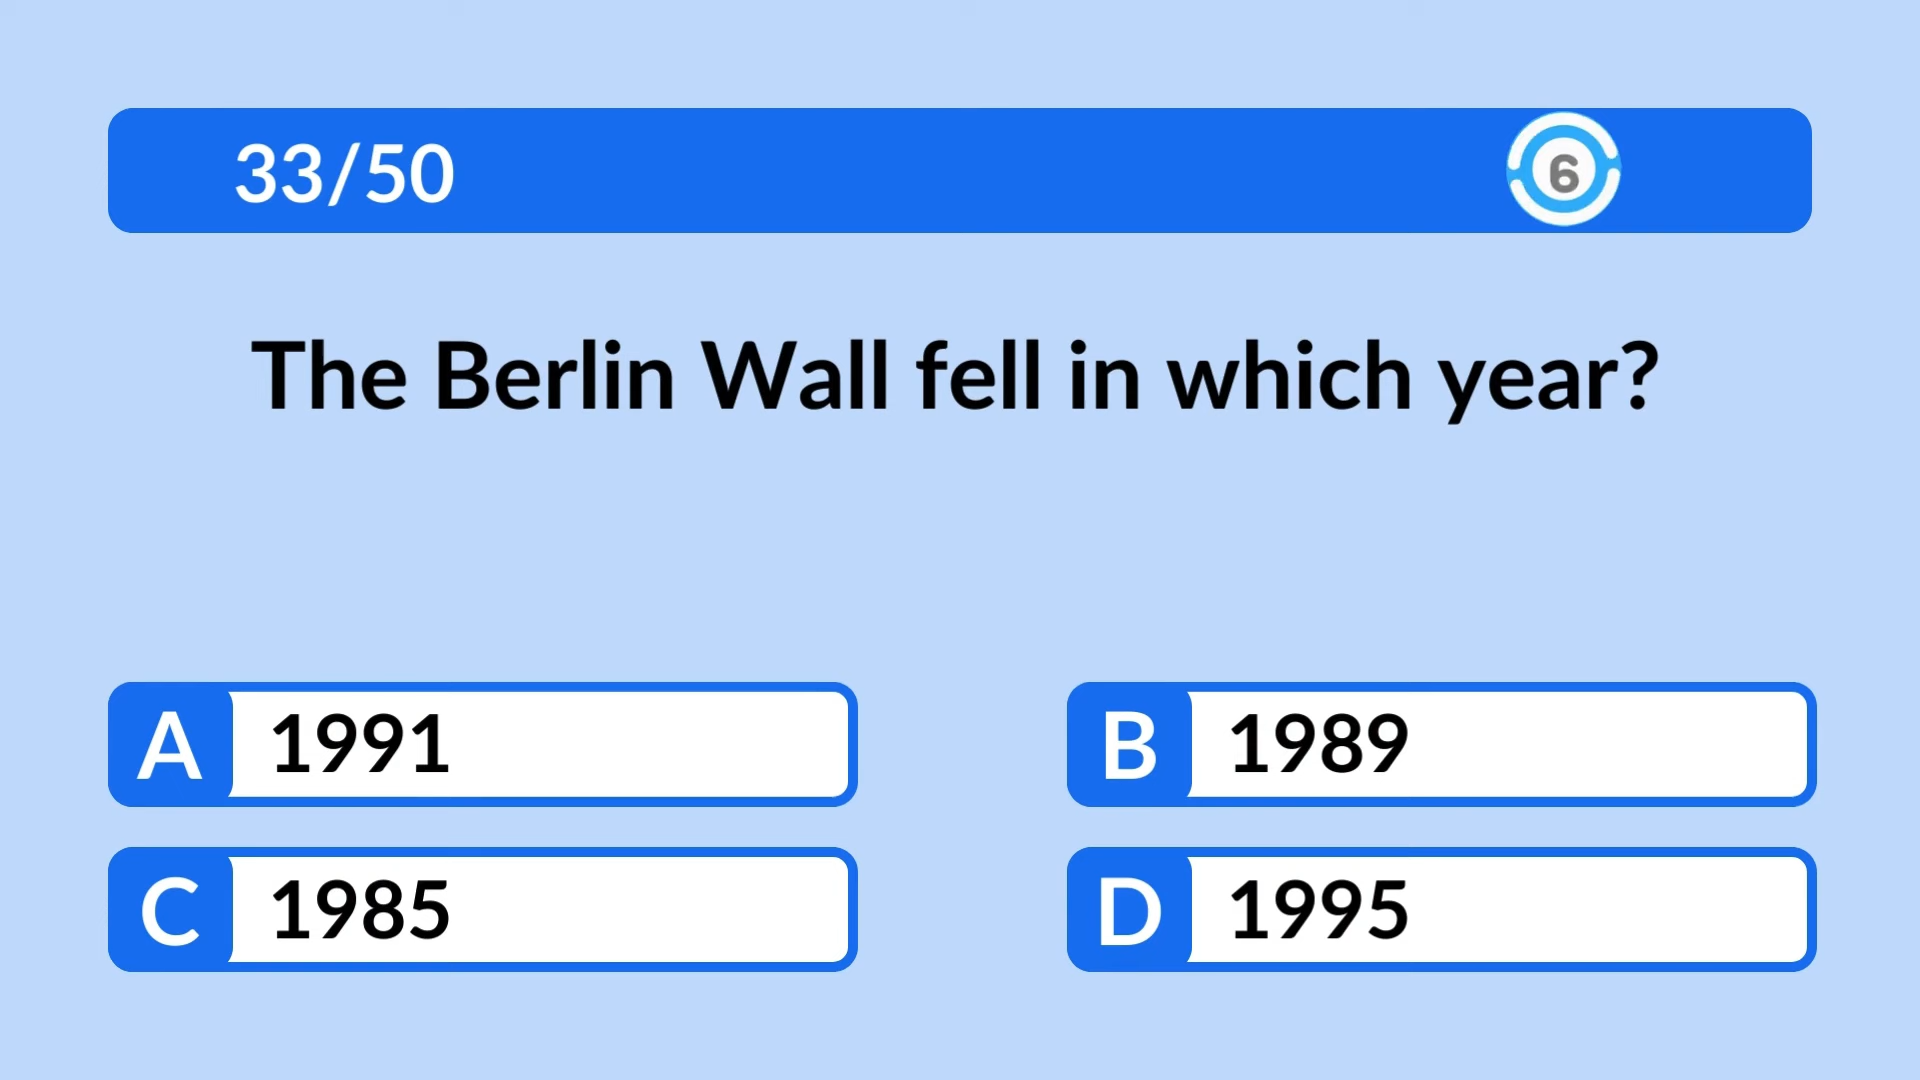 33/50
6
The Berlin Wall fell in which year?
A 1991
B 1989
C 1985
D 1995